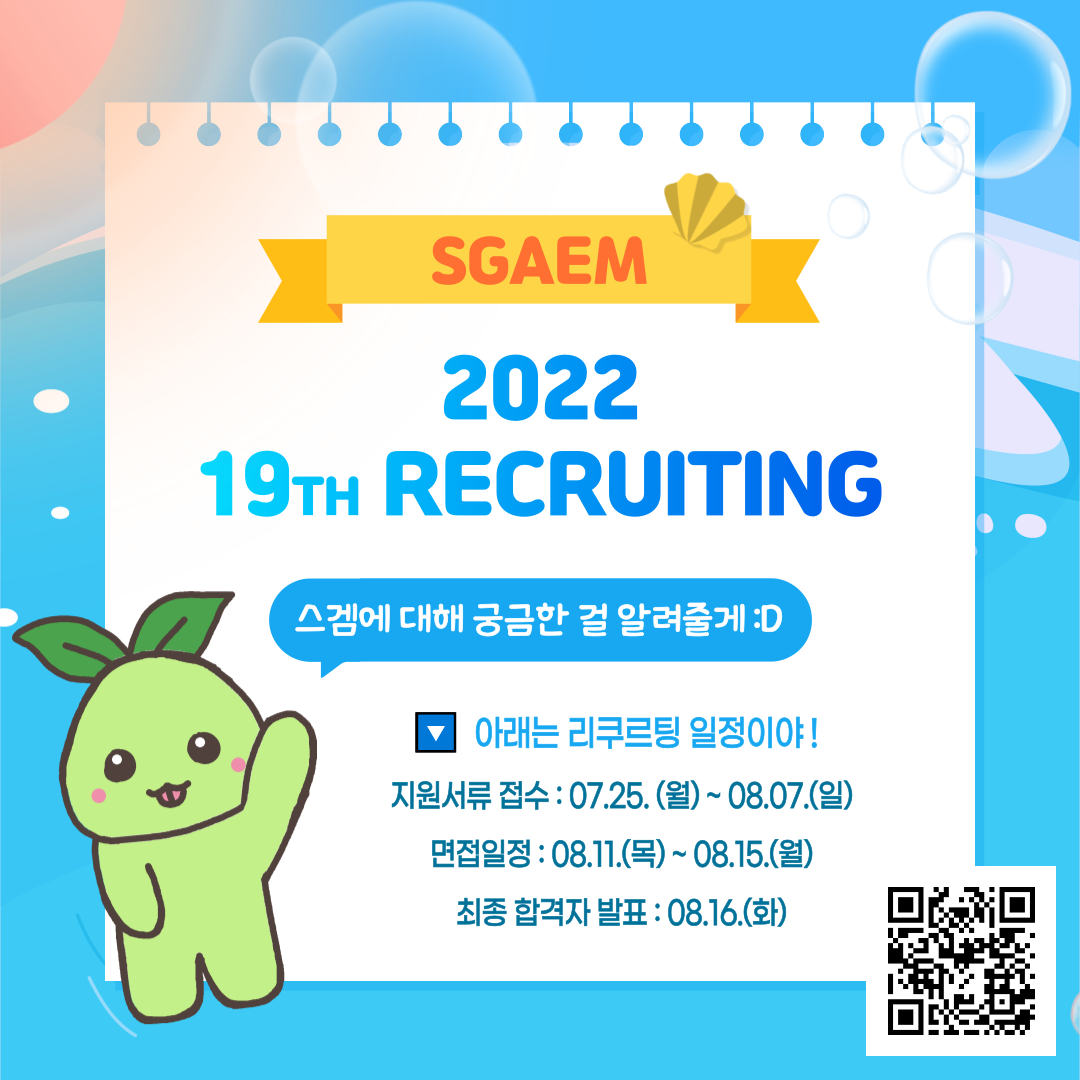 SGAEM
2022
19TH RECRUITING
스겜에 대해 궁금한 걸 알려줄게 :D
아래는 리쿠르팅 일정이야 !
지원서류 접수 : 07.25. (월) ~ 08.07.(일)
면접일정 : 08.11.(목) ~ 08.15.(월)
최종 합격자 발표 : 08.16.(화)